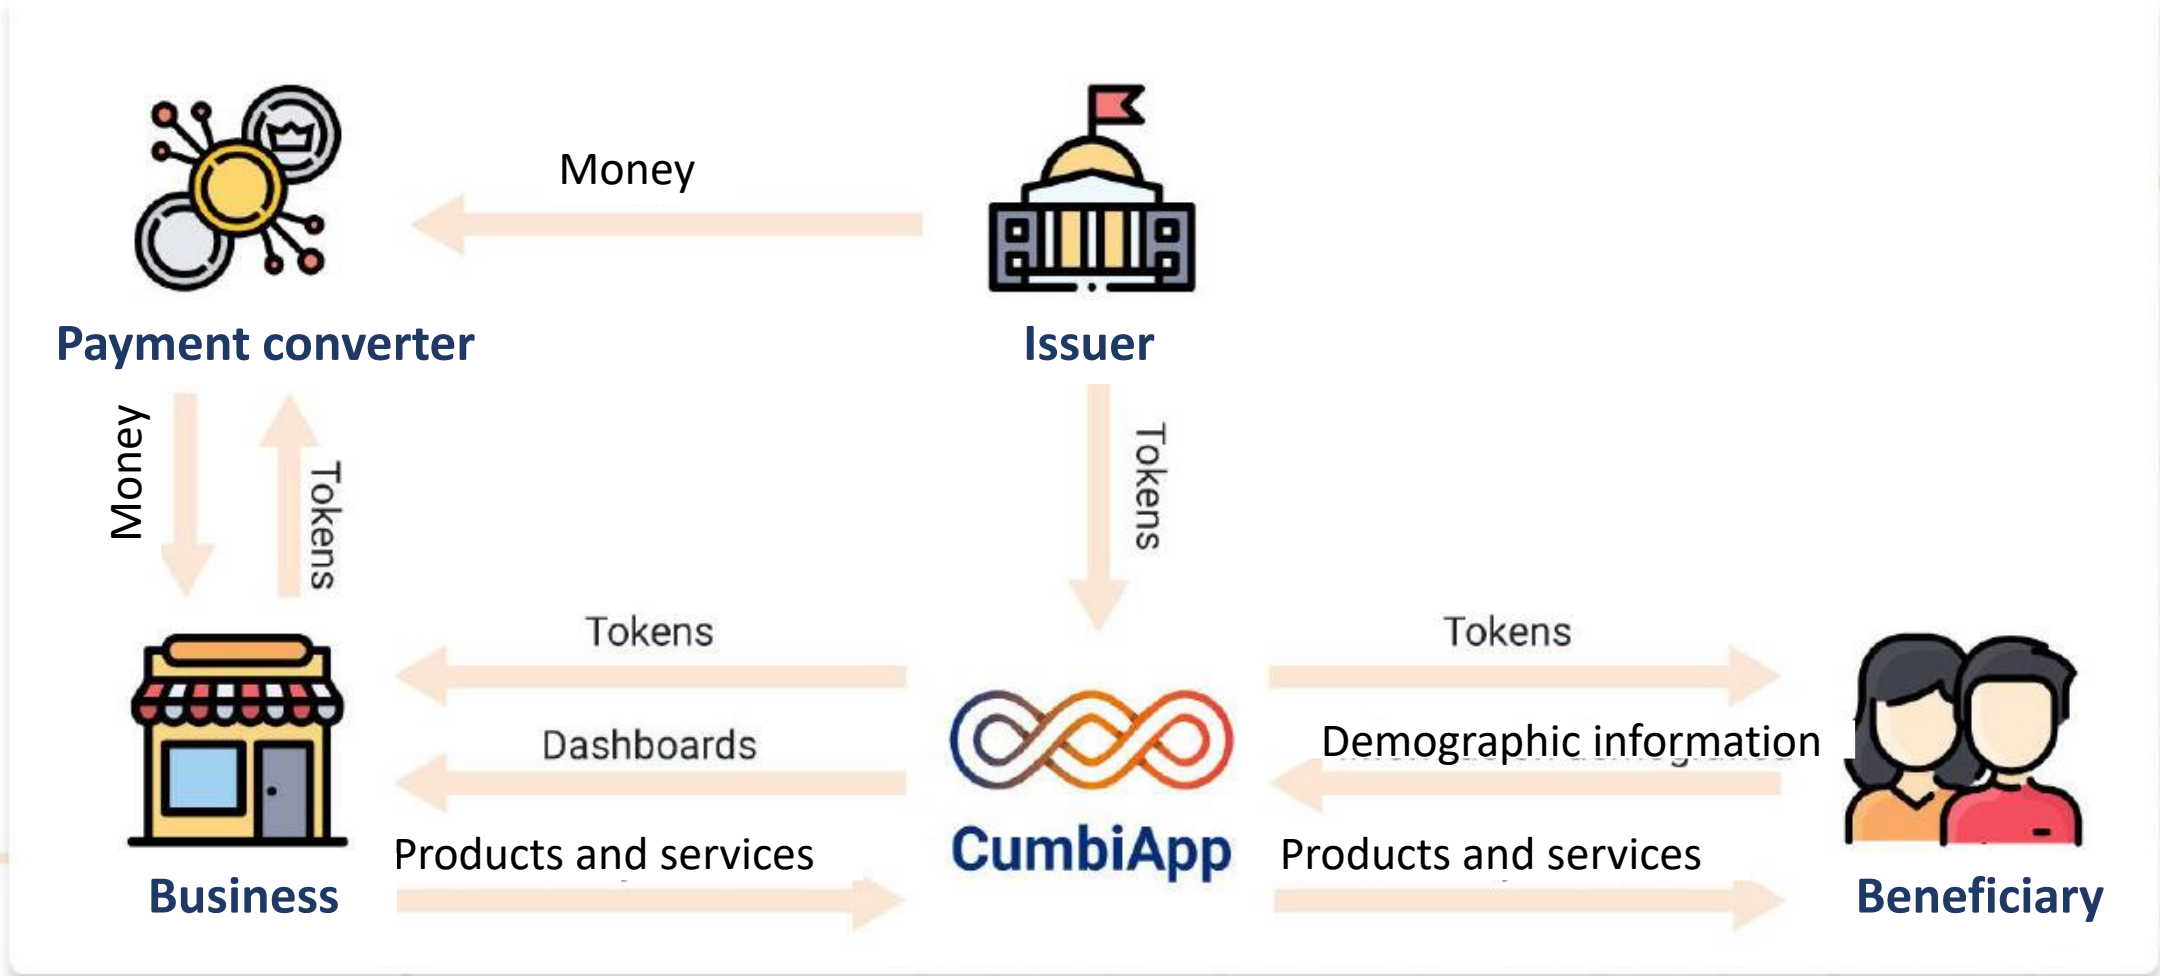 Money
Payment converter
Issuer
Money
Tokens
Tokens
Tokens
Tokens
Dashboards
Demographic information
Products and services
CumbiApp
Products and services
Business
Beneficiary